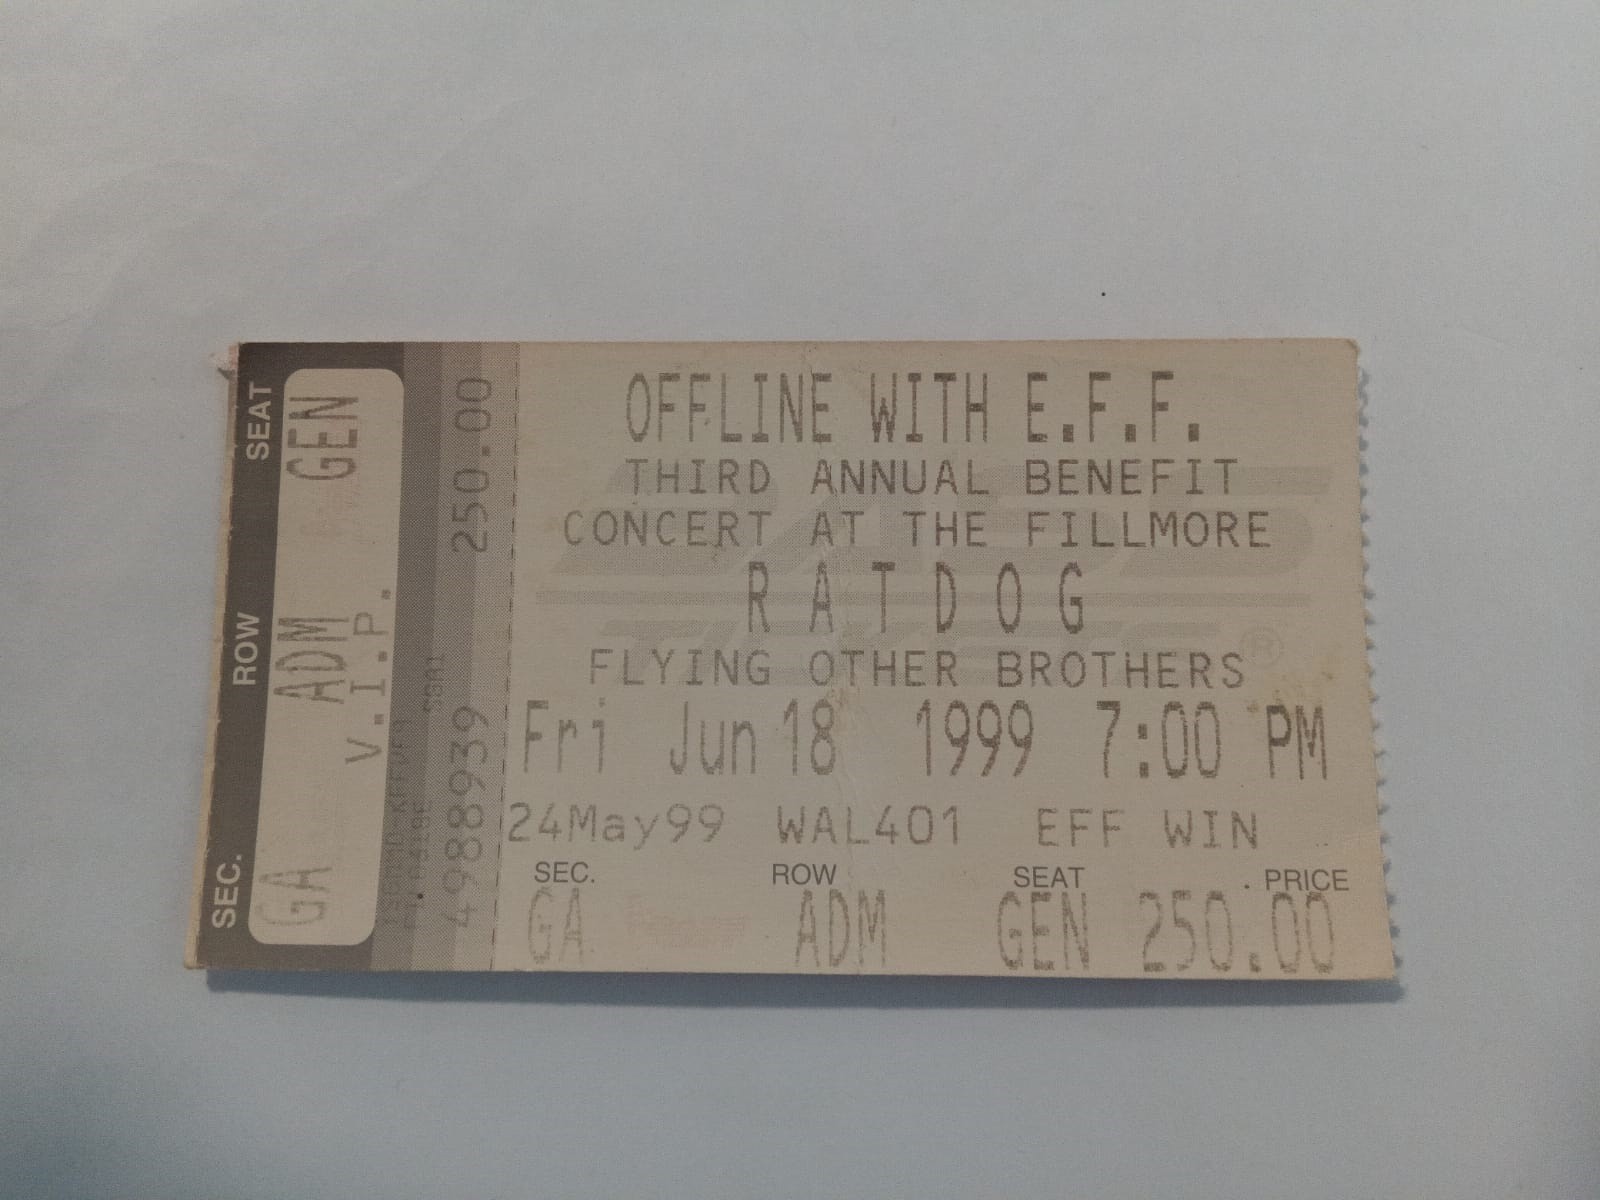 SEAT
ROW
SEC.
GEN
ADM
GA
V.I.P.
250.00
4988939
OFFLINE WITH E.F.F.
THIRD ANNUAL BENEFIT
CONCERT AT THE FILLMORE
R A T D O G
FLYING OTHER BROTHERS
Fri Jun 18 1999 7:00 PM
24May99 WAL401 EFF WIN
SEC. ROW SEAT PRICE
GA ADM GEN 250.00